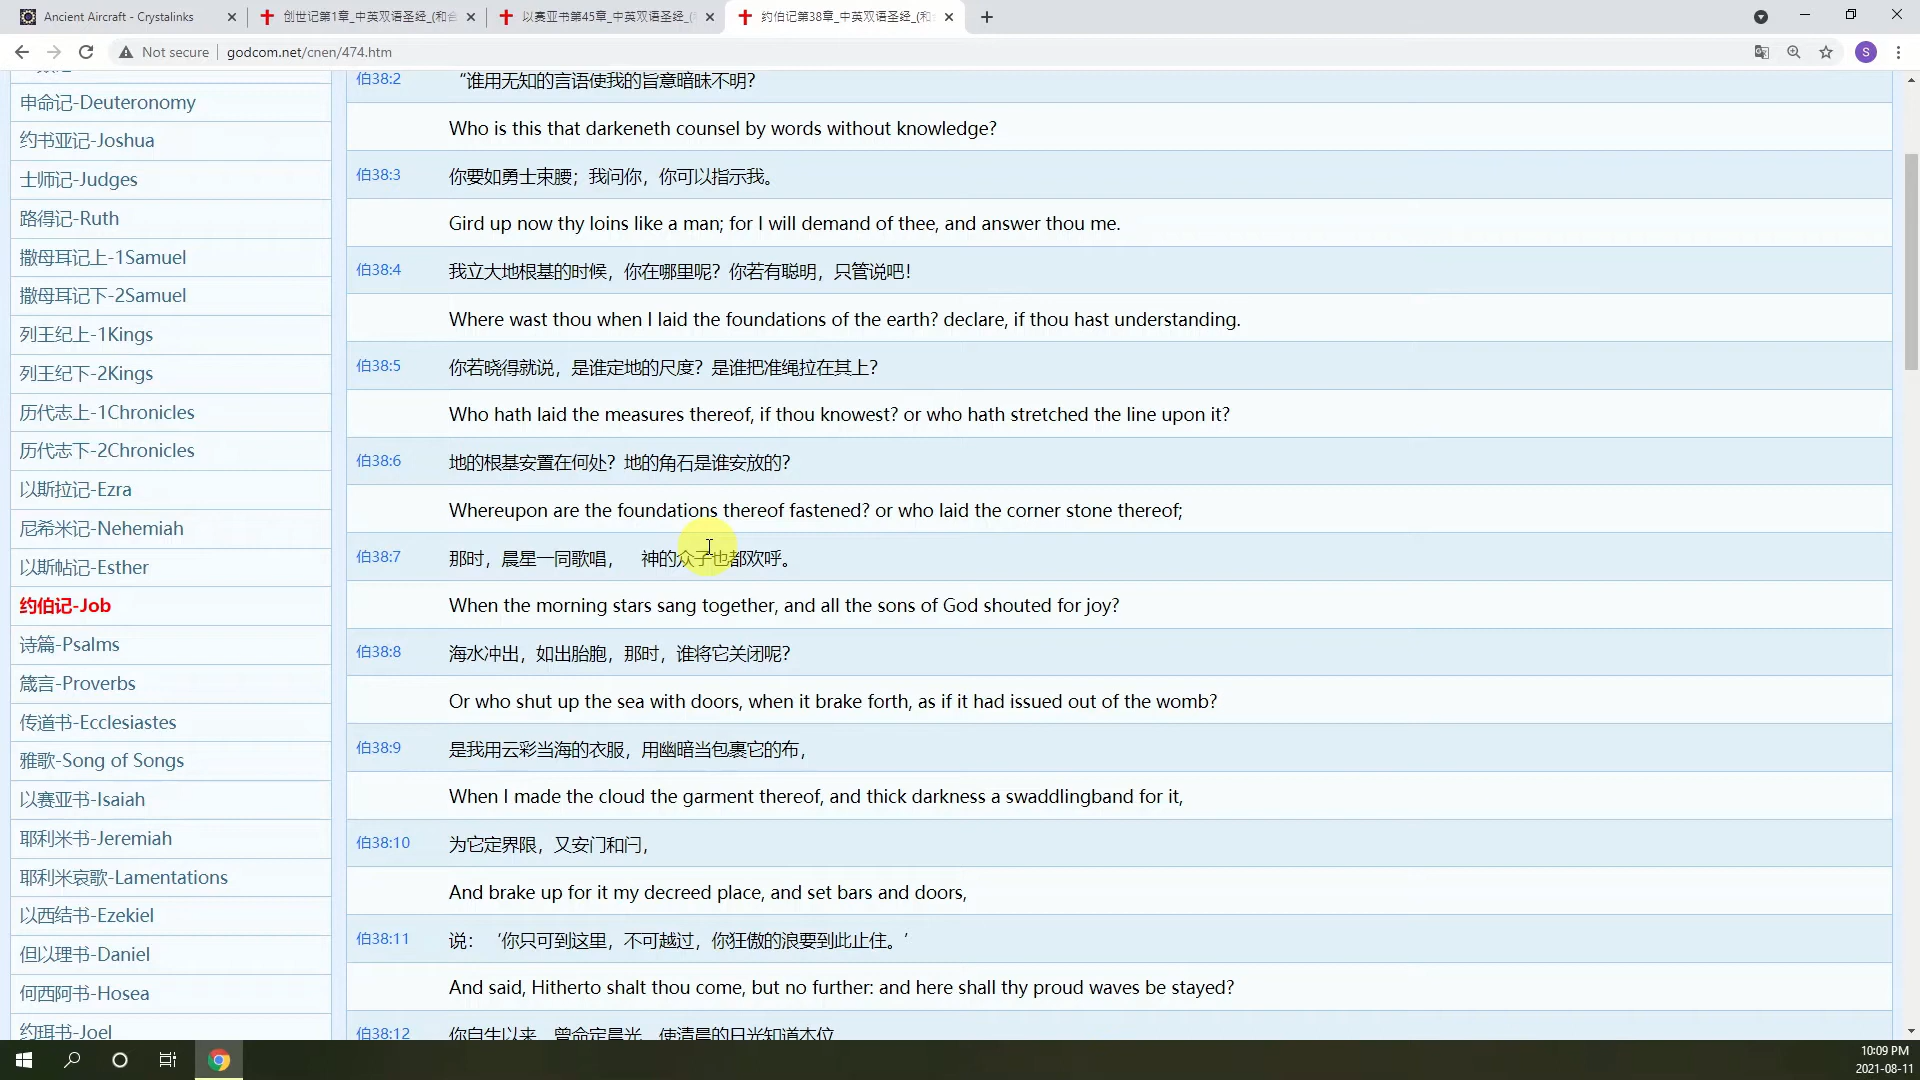 Ancient Aircraft - Crystalinks
创世记第1章_中英双语圣经_(和合
以赛亚书第45章_中英双语圣经_(
约伯记第38章_中英双语圣经_(和
Not secure
godcom.net/cnen/474.htm
S
申命记-Deuteronomy
约书亚记-Joshua
士师记-Judges
路得记-Ruth
撒母耳记上-1Samuel
撒母耳记下-2Samuel
列王纪上-1Kings
列王纪下-2Kings
历代志上-1Chronicles
历代志下-2Chronicles
以斯拉记-Ezra
尼希米记-Nehemiah
以斯帖记-Esther
约伯记-Job
诗篇-Psalms
箴言-Proverbs
传道书-Ecclesiastes
雅歌-Song of Songs
以赛亚书-Isaiah
耶利米书-Jeremiah
耶利米哀歌-Lamentations
以西结书-Ezekiel
但以理书-Daniel
何西阿书-Hosea
约珥书-Joel
伯38:2 “谁用无知的言语使我的旨意暗昧不明？
Who is this that darkeneth counsel by words without knowledge?
伯38:3 你要如勇士束腰；我问你，你可以指示我。
Gird up now thy loins like a man; for I will demand of thee, and answer thou me.
伯38:4 我立大地根基的时候，你在哪里呢？你若有聪明，只管说吧！
Where wast thou when I laid the foundations of the earth? declare, if thou hast understanding.
伯38:5 你若晓得就说，是谁定地的尺度？是谁把准绳拉在其上？
Who hath laid the measures thereof, if thou knowest? or who hath stretched the line upon it?
伯38:6 地的根基安置在何处？地的角石是谁安放的？
Whereupon are the foundations thereof fastened? or who laid the corner stone thereof;
伯38:7 那时，晨星一同歌唱， 神的众子也都欢呼。
When the morning stars sang together, and all the sons of God shouted for joy?
伯38:8 海水冲出，如出胎胞，那时，谁将它关闭呢？
Or who shut up the sea with doors, when it brake forth, as if it had issued out of the womb?
伯38:9 是我用云彩当海的衣服，用幽暗当包裹它的布，
When I made the cloud the garment thereof, and thick darkness a swaddlingband for it,
伯38:10 为它定界限，又安门和闩，
And brake up for it my decreed place, and set bars and doors,
伯38:11 说：‘你只可到这里，不可越过，你狂傲的浪要到此止住。’
And said, Hitherto shalt thou come, but no further: and here shall thy proud waves be stayed?
伯38:12 你自生以来，曾命定晨光，使清晨的日光知道本位，
10:09 PM
2021-08-11